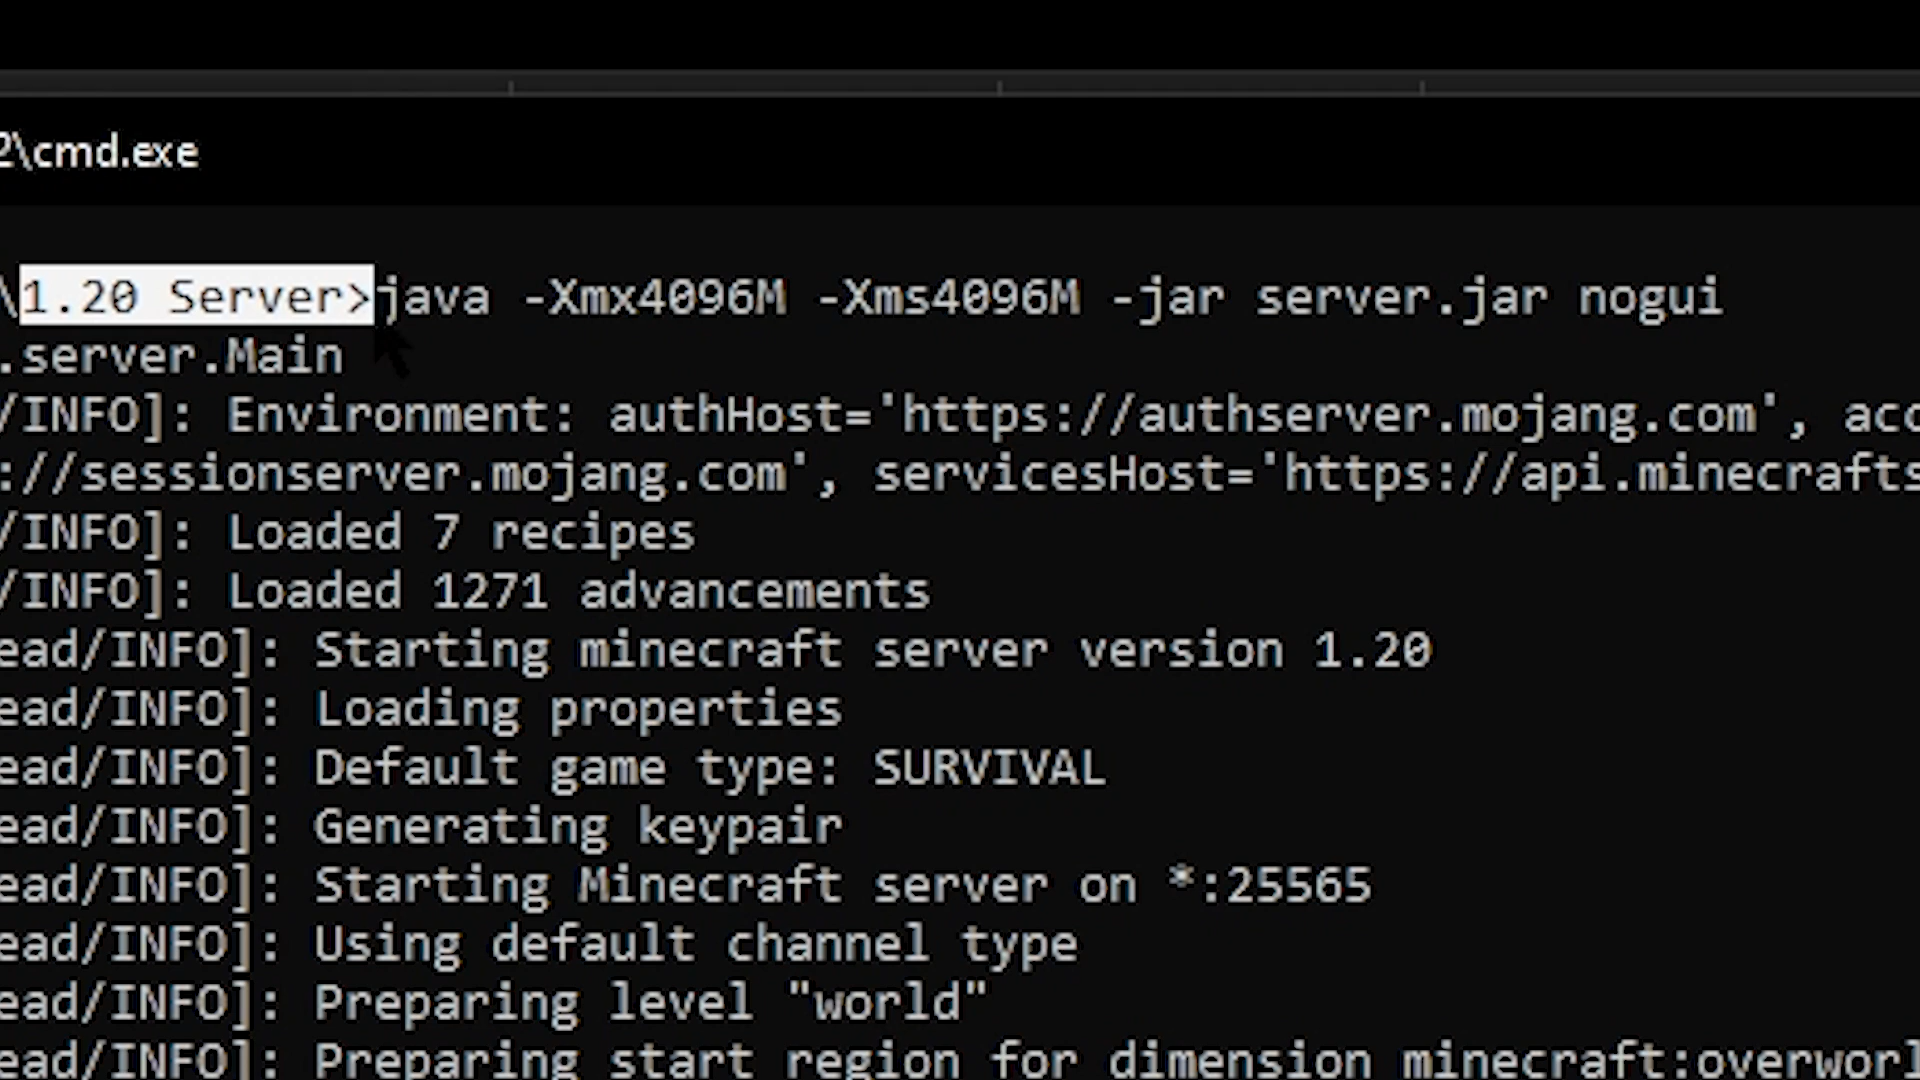 2\cmd.exe
\1.20 Server>java -Xmx4096M -Xms4096M -jar server.jar nogui
.server.Main
/INFO]: Environment: authHost='https://authserver.mojang.com', acc
://sessionserver.mojang.com', servicesHost='https://api.minecrafts
/INFO]: Loaded 7 recipes
/INFO]: Loaded 1271 advancements
ead/INFO]: Starting minecraft server version 1.20
ead/INFO]: Loading properties
ead/INFO]: Default game type: SURVIVAL
ead/INFO]: Generating keypair
ead/INFO]: Starting Minecraft server on *:25565
ead/INFO]: Using default channel type
ead/INFO]: Preparing level "world"
ead/INFO]: Preparing start region for dimension minecraft:overworl